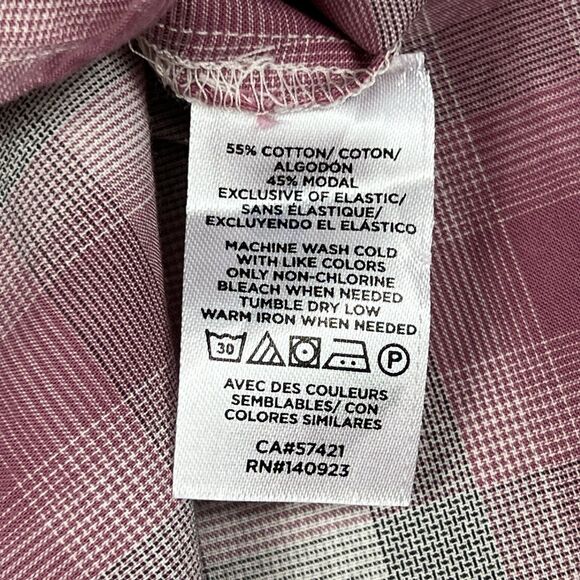 55% COTTON/ COTON/
ALGODÓN
45% MODAL
EXCLUSIVE OF ELASTIC/
SANS ÉLASTIQUE/
EXCLUYENDO EL ELÁSTICO
MACHINE WASH COLD
WITH LIKE COLORS
ONLY NON-CHLORINE
BLEACH WHEN NEEDED
TUMBLE DRY LOW
WARM IRON WHEN NEEDED
30 P
AVEC DES COULEURS
SEMBLABLES/ CON
COLORES SIMILARES
CA#57421
RN#140923